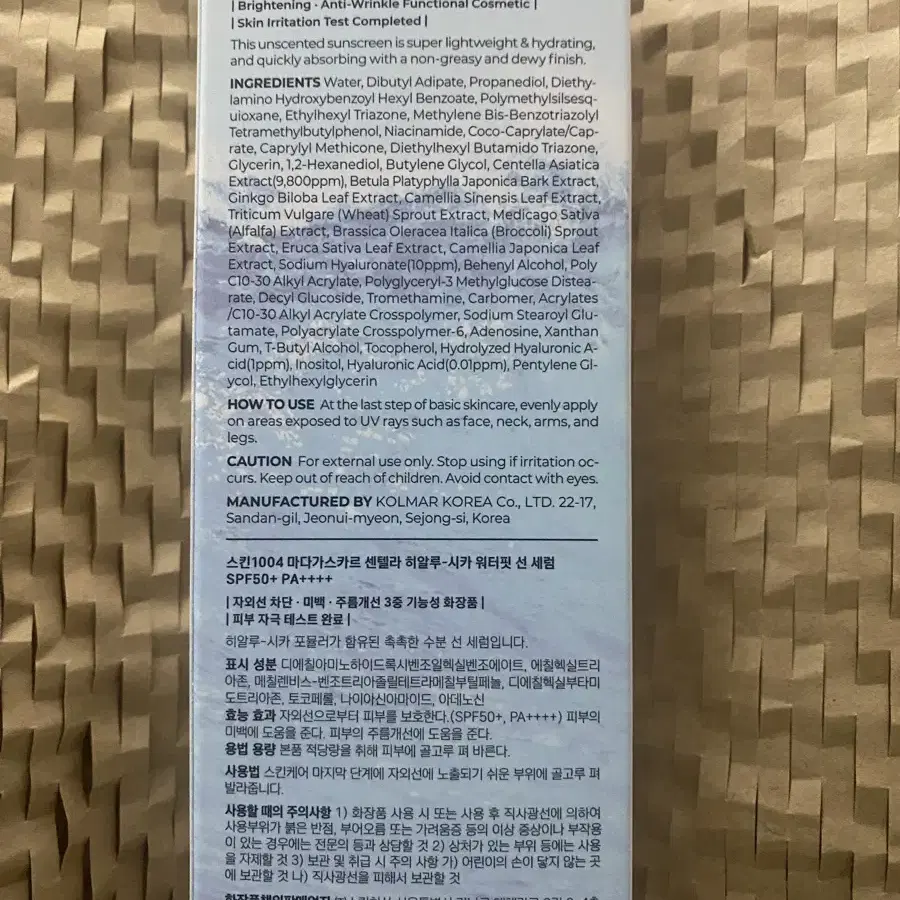 | Brightening · Anti-Wrinkle Functional Cosmetic |
| Skin Irritation Test Completed |
This unscented sunscreen is super lightweight & hydrating,
and quickly absorbing with a non-greasy and dewy finish.
INGREDIENTS Water, Dibutyl Adipate, Propanediol, Diethy-
lamino Hydroxybenzoyl Hexyl Benzoate, Polymethylsilsesq-
uioxane, Ethylhexyl Triazone, Methylene Bis-Benzotriazolyl
Tetramethylbutylphenol, Niacinamide, Coco-Caprylate/Cap-
rate, Caprylyl Methicone, Diethylhexyl Butamido Triazone,
Glycerin, 1,2-Hexanediol, Butylene Glycol, Centella Asiatica
Extract(9,800ppm), Betula Platyphylla Japonica Bark Extract,
Ginkgo Biloba Leaf Extract, Camellia Sinensis Leaf Extract,
Triticum Vulgare (Wheat) Sprout Extract, Medicago Sativa
(Alfalfa) Extract, Brassica Oleracea Italica (Broccoli) Sprout
Extract, Eruca Sativa Leaf Extract, Camellia Japonica Leaf
Extract, Sodium Hyaluronate(10ppm), Behenyl Alcohol, Poly
C10-30 Alkyl Acrylate, Polyglyceryl-3 Methylglucose Distea-
rate, Decyl Glucoside, Tromethamine, Carbomer, Acrylates
/C10-30 Alkyl Acrylate Crosspolymer, Sodium Stearoyl Glu-
tamate, Polyacrylate Crosspolymer-6, Adenosine, Xanthan
Gum, T-Butyl Alcohol, Tocopherol, Hydrolyzed Hyaluronic A-
cid(1ppm), Inositol, Hyaluronic Acid(0.01ppm), Pentylene Gl-
ycol, Ethylhexylglycerin
HOW TO USE At the last step of basic skincare, evenly apply
on areas exposed to UV rays such as face, neck, arms, and
legs.
CAUTION For external use only. Stop using if irritation oc-
curs. Keep out of reach of children. Avoid contact with eyes.
MANUFACTURED BY KOLMAR KOREA Co., LTD. 22-17,
Sandan-gil, Jeonui-myeon, Sejong-si, Korea
스킨1004 마다가스카르 센텔라 히알루-시카 워터핏 선 세럼
SPF50+ PA++++
| 자외선 차단 · 미백 · 주름개선 3중 기능성 화장품 |
| 피부 자극 테스트 완료 |
히알루-시카 포뮬러가 함유된 촉촉한 수분 선 세럼입니다.
표시 성분 디에칠아미노하이드록시벤조일헥실벤조에이트, 에칠헥실트리
아존, 메칠렌비스-벤조트리아졸릴테트라메칠부틸페놀, 디에칠헥실부타미
도트리아존, 토코페롤, 나이아신아마이드, 아데노신
효능 효과 자외선으로부터 피부를 보호한다.(SPF50+, PA++++) 피부의
미백에 도움을 준다. 피부의 주름개선에 도움을 준다.
용법 용량 본품 적당량을 취해 피부에 골고루 펴 바른다.
사용법 스킨케어 마지막 단계에 자외선에 노출되기 쉬운 부위에 골고루 펴
발라줍니다.
사용할 때의 주의사항 1) 화장품 사용 시 또는 사용 후 직사광선에 의하여
사용부위가 붉은 반점, 부어오름 또는 가려움증 등의 이상 증상이나 부작용
이 있는 경우에는 전문의 등과 상담할 것 2) 상처가 있는 부위 등에는 사용
을 자제할 것 3) 보관 및 취급 시 주의 사항 가) 어린이의 손이 닿지 않는 곳
에 보관할 것 나) 직사광선을 피해서 보관할 것